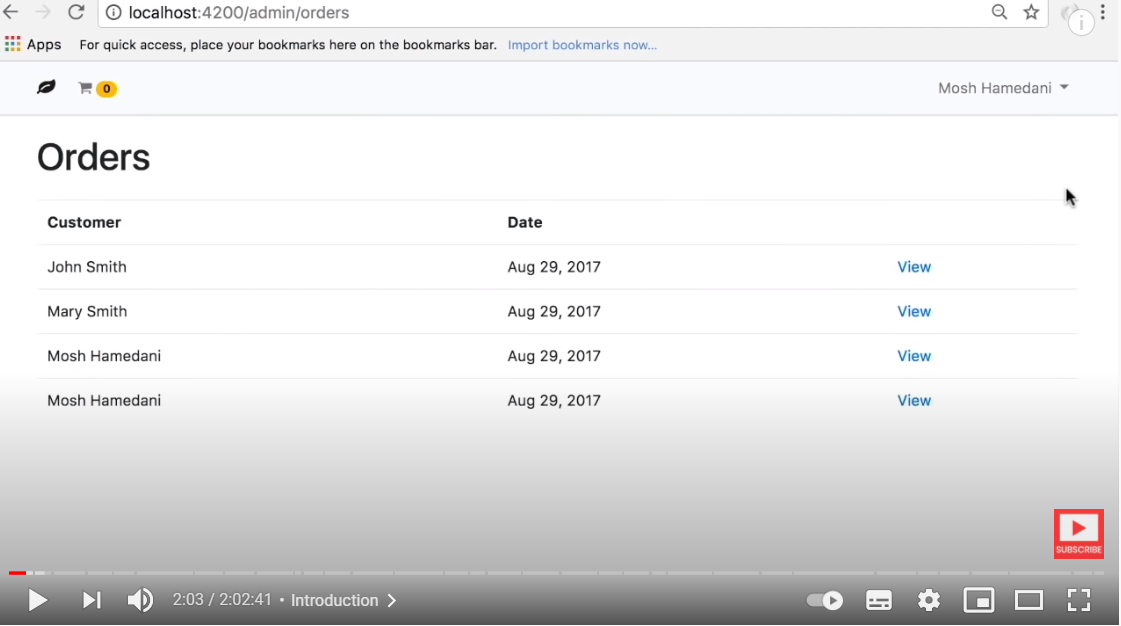 localhost:4200/admin/orders
Apps For quick access, place your bookmarks here on the bookmarks bar. Import bookmarks now...
0 Mosh Hamedani
Orders
Customer Date
John Smith Aug 29, 2017 View
Mary Smith Aug 29, 2017 View
Mosh Hamedani Aug 29, 2017 View
Mosh Hamedani Aug 29, 2017 View
SUBSCRIBE
2:03 / 2:02:41 • Introduction